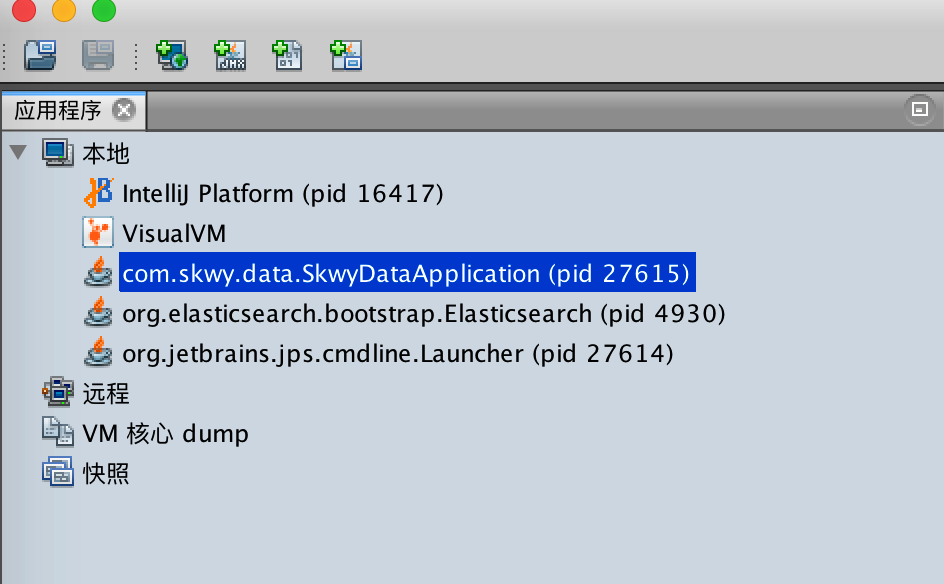 应用程序
本地
IntelliJ Platform (pid 16417)
VisualVM
com.skwy.data.SkwyDataApplication (pid 27615)
org.elasticsearch.bootstrap.Elasticsearch (pid 4930)
org.jetbrains.jps.cmdline.Launcher (pid 27614)
远程
VM 核心 dump
快照